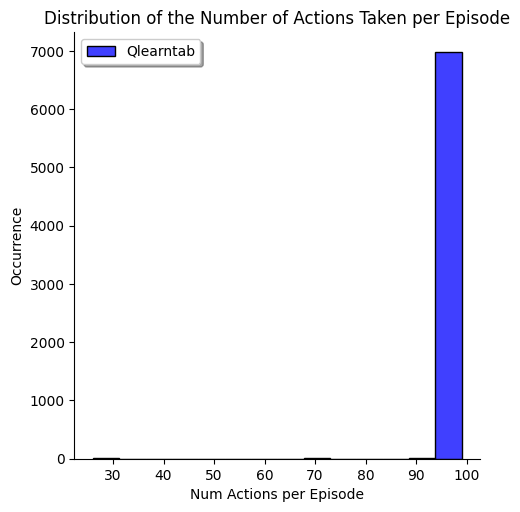 Distribution of the Number of Actions Taken per Episode
Qlearntab
7000
6000
5000
4000
3000
2000
1000
0
Occurrence
30 40 50 60 70 80 90 100
Num Actions per Episode